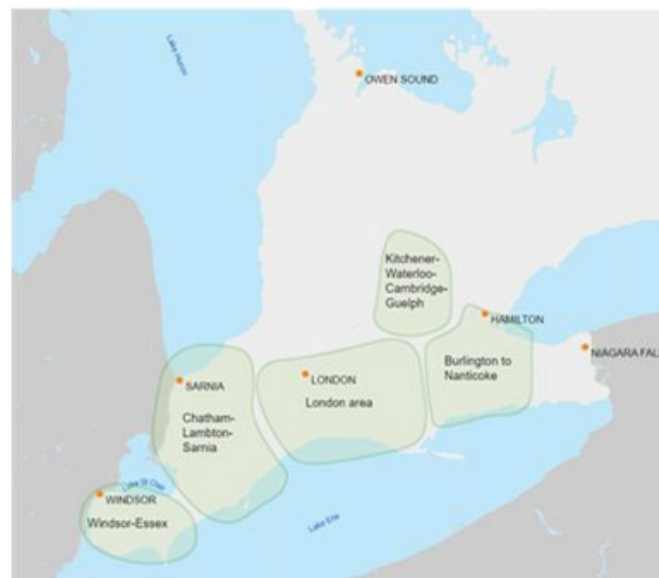 Lake Huron
OWEN SOUND
Kitchener-
Waterloo-
Cambridge-
Guelph
HAMILTON
NIAGARA FAL
Burlington to
Nanticoke
SARNIA
LONDON
London area
Chatham-
Lambton-
Sarnia
Lake St Clair
WINDSOR
Windsor-Essex
Lake Erie